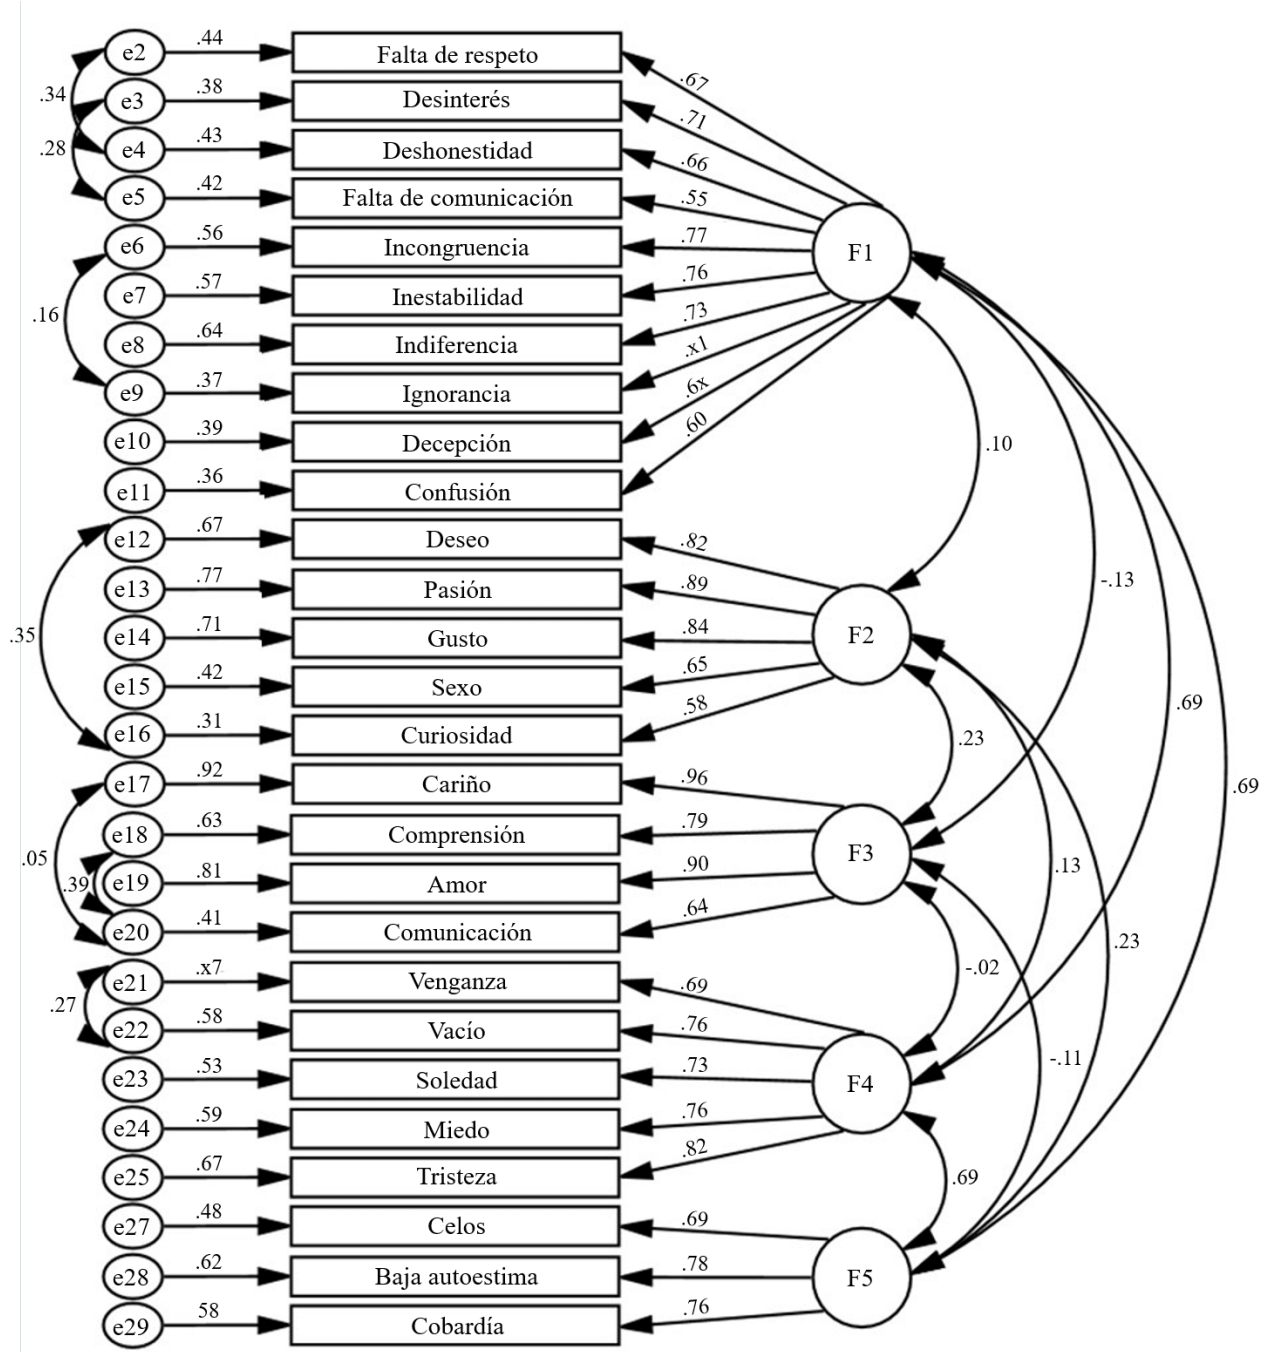 e2 .44 Falta de respeto .67
.34 e3 .38 Desinterés .71
e4 .43 Deshonestidad .66
.28 e5 .42 Falta de comunicación .55
e6 .56 Incongruencia .77 F1
e7 .57 Inestabilidad .76
.16 e8 .64 Indiferencia .73
e9 .37 Ignorancia .x1
e10 .39 Decepción .6x .10
e11 .36 Confusión .60
e12 .67 Deseo .82
e13 .77 Pasión .89 -.13
.35 e14 .71 Gusto .84 F2
e15 .42 Sexo .65 .69
e16 .31 Curiosidad .58 .23
e17 .92 Cariño .96 .69
.05 e18 .63 Comprensión .79 F3
.39 e19 .81 Amor .90 .13
e20 .41 Comunicación .64 .23
e21 .x7 Venganza .69 -.02
.27 e22 .58 Vacío .76
e23 .53 Soledad .73 F4 -.11
e24 .59 Miedo .76
e25 .67 Tristeza .82 .69
e27 .48 Celos .69
e28 .62 Baja autoestima .78 F5
e29 58 Cobardía .76